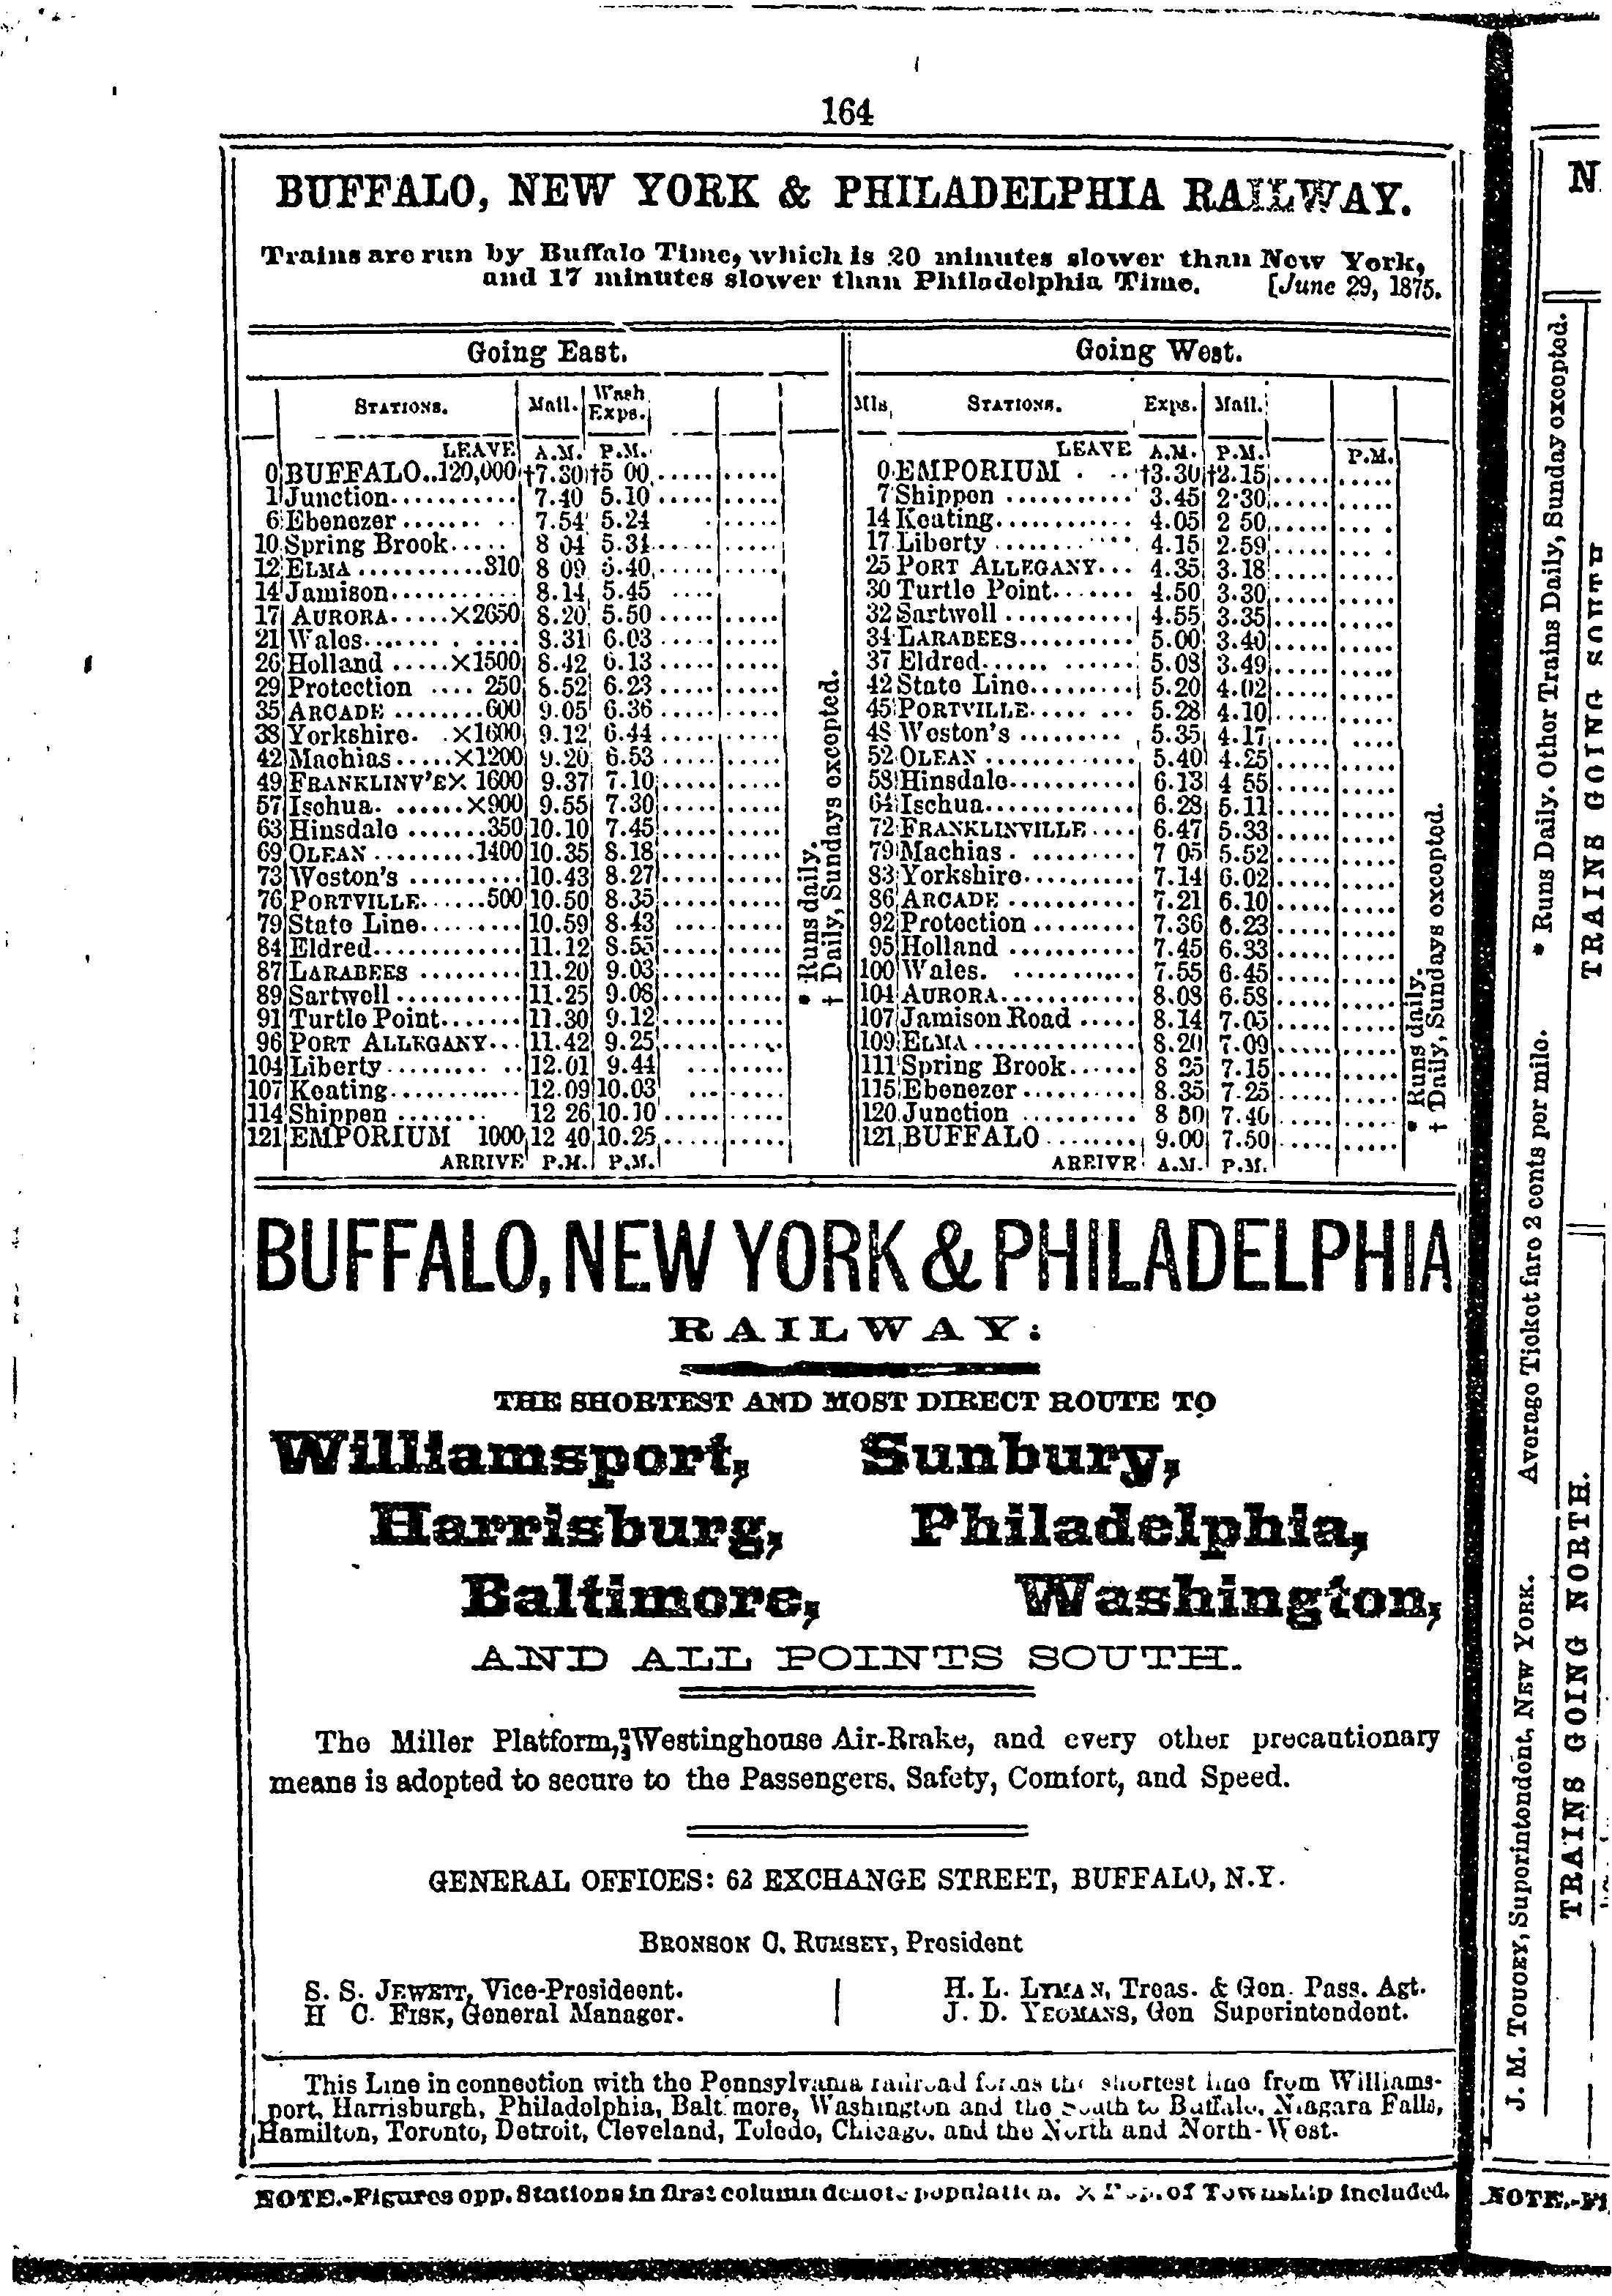 164
BUFFALO, NEW YORK & PHILADELPHIA RAILWAY.
Trains are run by Buffalo Time, which is 20 minutes slower than New York,
and 17 minutes slower than Philadelphia Time. [June 29, 1875.
Going East.
STATIONS. Mail. Wash Exps.
LEAVE A.M. P.M.
0 BUFFALO..120,000 †7.30 †5 00
1 Junction 7.40 5.10
6 Ebenezer 7.54 5.24
10 Spring Brook 8 04 5.34
12 ELMA 810 8 09 5.40
14 Jamison 8.14 5.45
17 AURORA ×2650 8.20 5.50
21 Wales 8.31 6.03
26 Holland ×1500 8.42 6.13
29 Protection 250 8.52 6.23
35 ARCADE 600 9.05 6.36
38 Yorkshire ×1600 9.12 6.44
42 Machias ×1200 9.20 6.53
49 FRANKLINV'E× 1600 9.37 7.10
57 Ischua ×900 9.55 7.30
63 Hinsdale 350 10.10 7.45
69 OLEAN 1400 10.35 8.18
73 Weston's 10.43 8.27
76 PORTVILLE 500 10.50 8.35
79 State Line 10.59 8.43
84 Eldred 11.12 8.55
87 LARABEES 11.20 9.03
89 Sartwell 11.25 9.08
91 Turtle Point 11.30 9.12
96 PORT ALLEGANY 11.42 9.25
104 Liberty 12.01 9.44
107 Keating 12.09 10.03
114 Shippen 12 26 10.10
121 EMPORIUM 1000 12 40 10.25
ARRIVE P.M. P.M.
* Runs daily.
† Daily, Sundays excepted.
Going West.
Mls. STATIONS. Exps. Mail.
LEAVE A.M. P.M. P.M.
0 EMPORIUM †3.30 †2.15
7 Shippen 3.45 2.30
14 Keating 4.05 2 50
17 Liberty 4.15 2.59
25 PORT ALLEGANY 4.35 3.18
30 Turtle Point 4.50 3.30
32 Sartwell 4.55 3.35
34 LARABEES 5.00 3.40
37 Eldred 5.08 3.49
42 State Line 5.20 4.02
45 PORTVILLE 5.28 4.10
48 Weston's 5.35 4.17
52 OLEAN 5.40 4.25
58 Hinsdale 6.13 4 55
64 Ischua 6.28 5.11
72 FRANKLINVILLE 6.47 5.33
79 Machias 7 05 5.52
83 Yorkshire 7.14 6.02
86 ARCADE 7.21 6.10
92 Protection 7.36 6.23
95 Holland 7.45 6.33
100 Wales. 7.55 6.45
104 AURORA 8.08 6.58
107 Jamison Road 8.14 7.05
109 ELMA 8.20 7.09
111 Spring Brook 8 25 7.15
115 Ebenezer 8.35 7.25
120 Junction 8 50 7.40
121 BUFFALO 9.00 7.50
ARRIVE A.M. P.M.
* Runs daily.
† Daily, Sundays excepted.
BUFFALO, NEW YORK & PHILADELPHIA
RAILWAY:
THE SHORTEST AND MOST DIRECT ROUTE TO
Williamsport, Sunbury,
Harrisburg, Philadelphia,
Baltimore, Washington,
AND ALL POINTS SOUTH.
The Miller Platform, Westinghouse Air-Rrake, and every other precautionary
means is adopted to secure to the Passengers, Safety, Comfort, and Speed.
GENERAL OFFICES: 62 EXCHANGE STREET, BUFFALO, N.Y.
BRONSON C. RUMSEY, President
S. S. JEWETT, Vice-Presideent.
H C. FISK, General Manager.
H. L. LYMAN, Treas. & Gen. Pass. Agt.
J. D. YEOMANS, Gen Superintendent.
This Line in connection with the Pennsylvania railroad forms the shortest line from Williams-
port, Harrisburgh, Philadelphia, Baltimore, Washington and the South to Buffalo, Niagara Falls,
Hamilton, Toronto, Detroit, Cleveland, Toledo, Chicago, and the North and North-West.
NOTE.-Figures opp. Stations in first column denote population. × Pop. of Township included.
J. M. TOUCEY, Superintendent, NEW YORK. Average Ticket fare 2 cents per mile. * Runs Daily. Other Trains Daily, Sunday excepted.
TRAINS GOING NORTH.
TRAINS GOING SOUTH
N
NOTE.-Fi